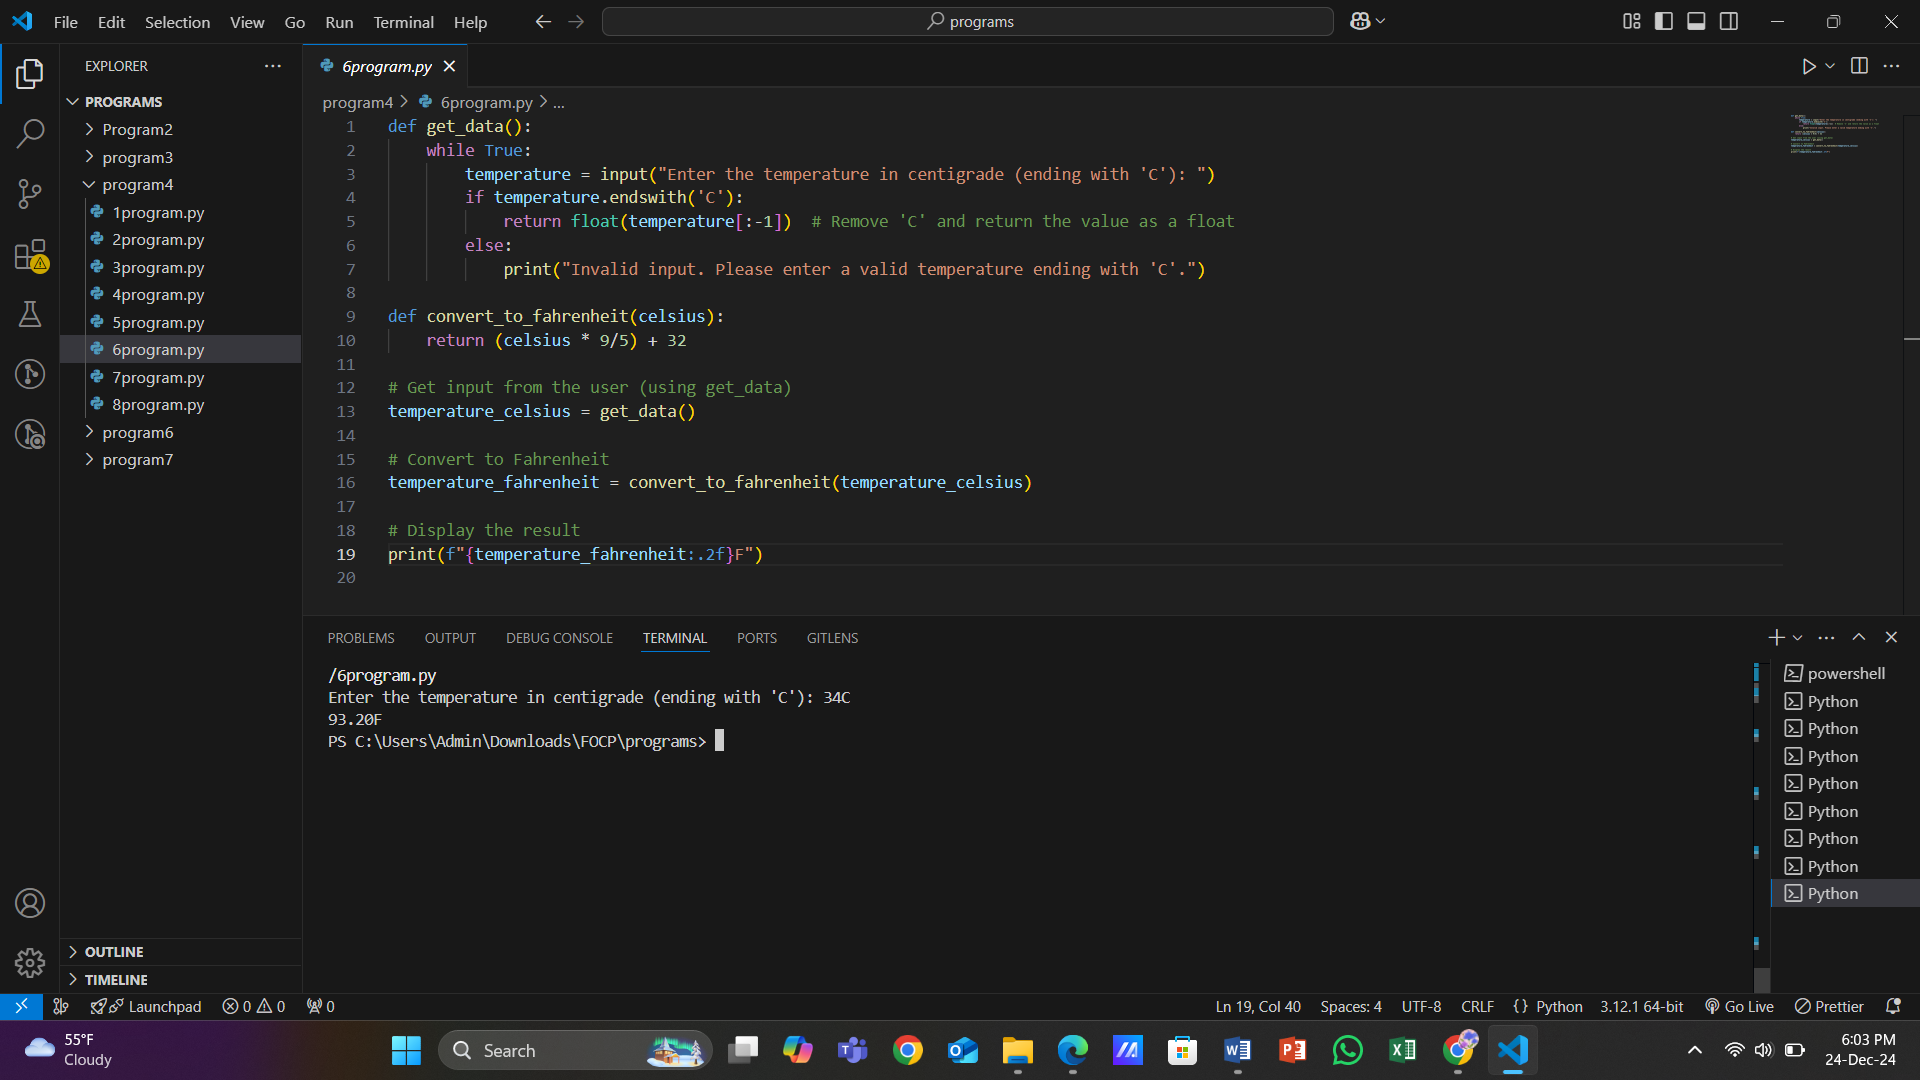 File Edit Selection View Go Run Terminal Help
programs
EXPLORER
PROGRAMS
Program2
program3
program4
1program.py
2program.py
3program.py
4program.py
5program.py
6program.py
7program.py
8program.py
program6
program7
OUTLINE
TIMELINE
6program.py
program4 > 6program.py > ...
1 def get_data():
2 while True:
3 temperature = input("Enter the temperature in centigrade (ending with 'C'): ")
4 if temperature.endswith('C'):
5 return float(temperature[:-1]) # Remove 'C' and return the value as a float
6 else:
7 print("Invalid input. Please enter a valid temperature ending with 'C'.")
8
9 def convert_to_fahrenheit(celsius):
10 return (celsius * 9/5) + 32
11
12 # Get input from the user (using get_data)
13 temperature_celsius = get_data()
14
15 # Convert to Fahrenheit
16 temperature_fahrenheit = convert_to_fahrenheit(temperature_celsius)
17
18 # Display the result
19 print(f"{temperature_fahrenheit:.2f}F")
20
PROBLEMS OUTPUT DEBUG CONSOLE TERMINAL PORTS GITLENS
/6program.py
Enter the temperature in centigrade (ending with 'C'): 34C
93.20F
PS C:\Users\Admin\Downloads\FOCP\programs>
powershell
Python
Python
Python
Python
Python
Python
Python
Python
Launchpad 0 0 0
Ln 19, Col 40 Spaces: 4 UTF-8 CRLF {} Python 3.12.1 64-bit Go Live Prettier
55°F
Cloudy
Search
6:03 PM
24-Dec-24